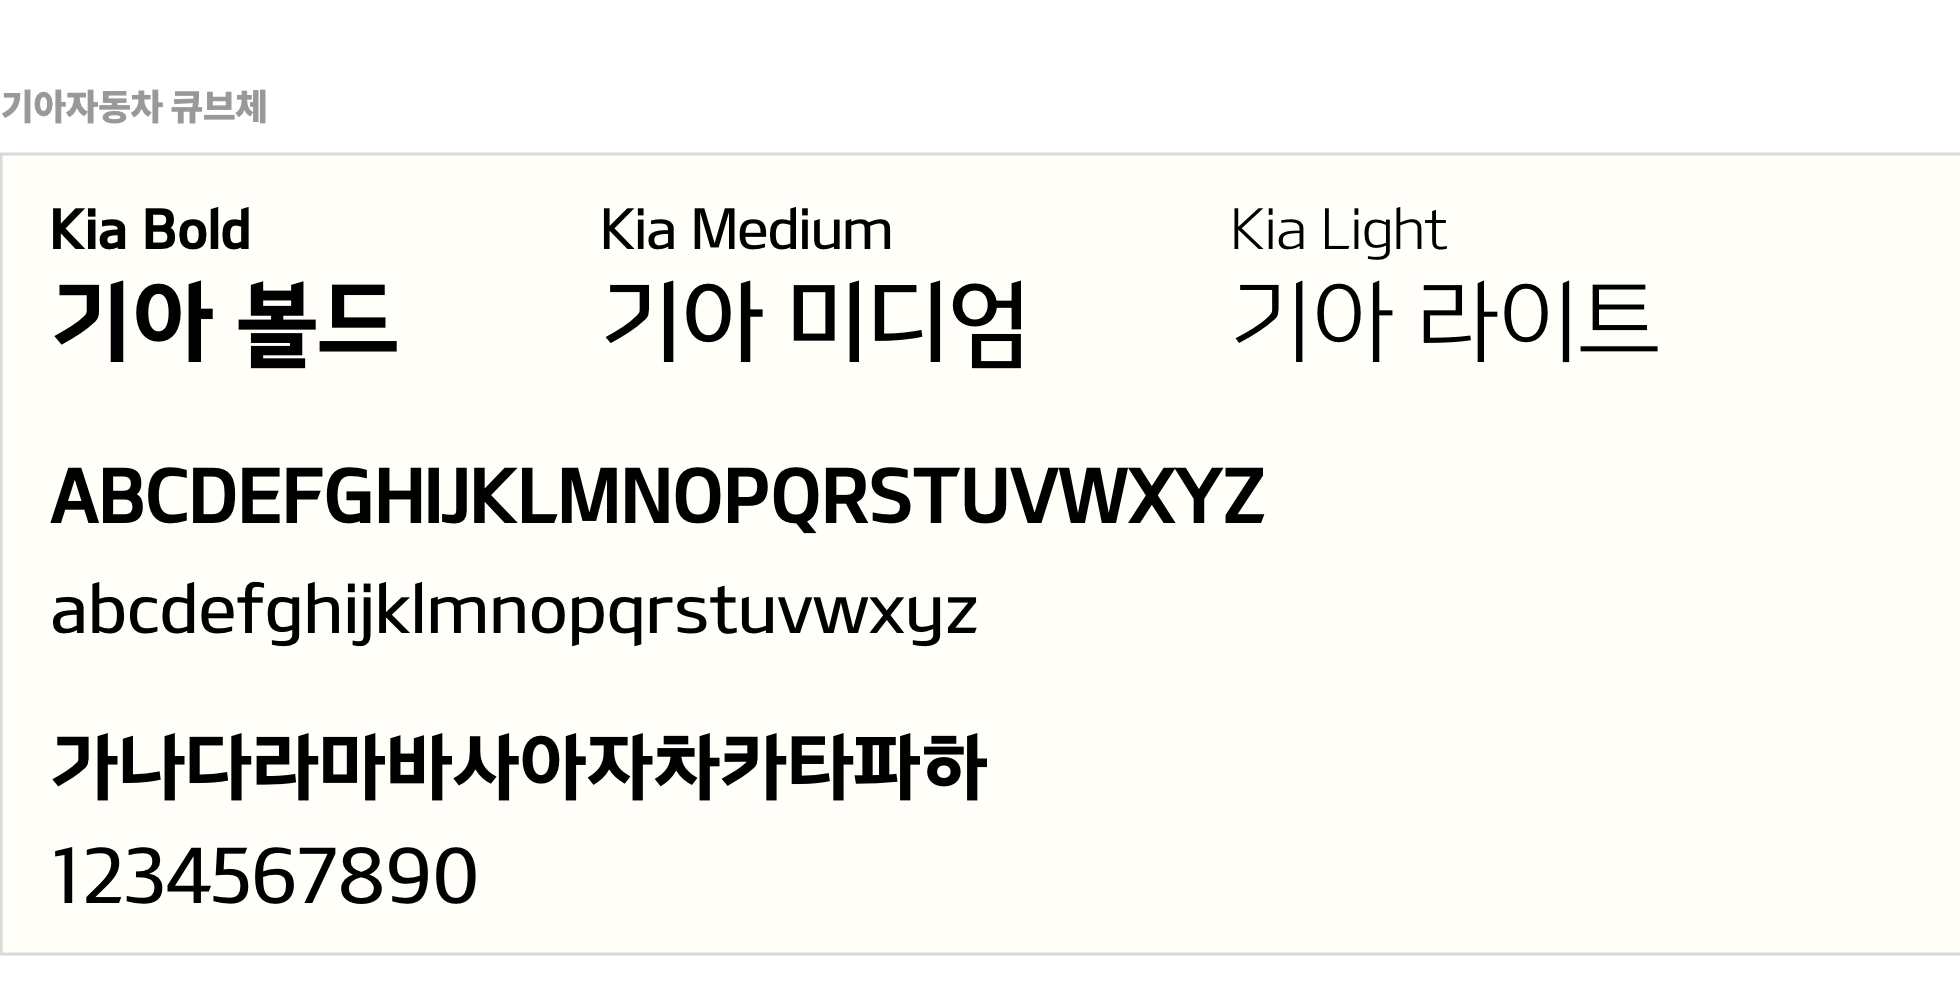 기아자동차 큐브체
Kia Bold
기아 볼드
Kia Medium
기아 미디엄
Kia Light
기아 라이트
ABCDEFGHIJKLMNOPQRSTUVWXYZ
abcdefghijklmnopqrstuvwxyz
가나다라마바사아자차카타파하
1234567890